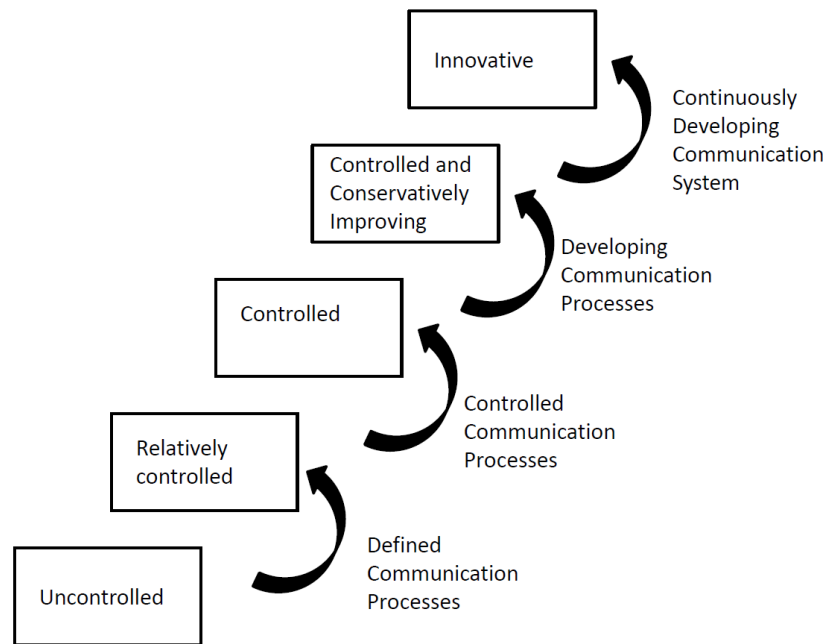 Innovative
Continuously
Developing
Communication
System
Controlled and
Conservatively
Improving
Developing
Communication
Processes
Controlled
Controlled
Communication
Processes
Relatively
controlled
Defined
Communication
Processes
Uncontrolled